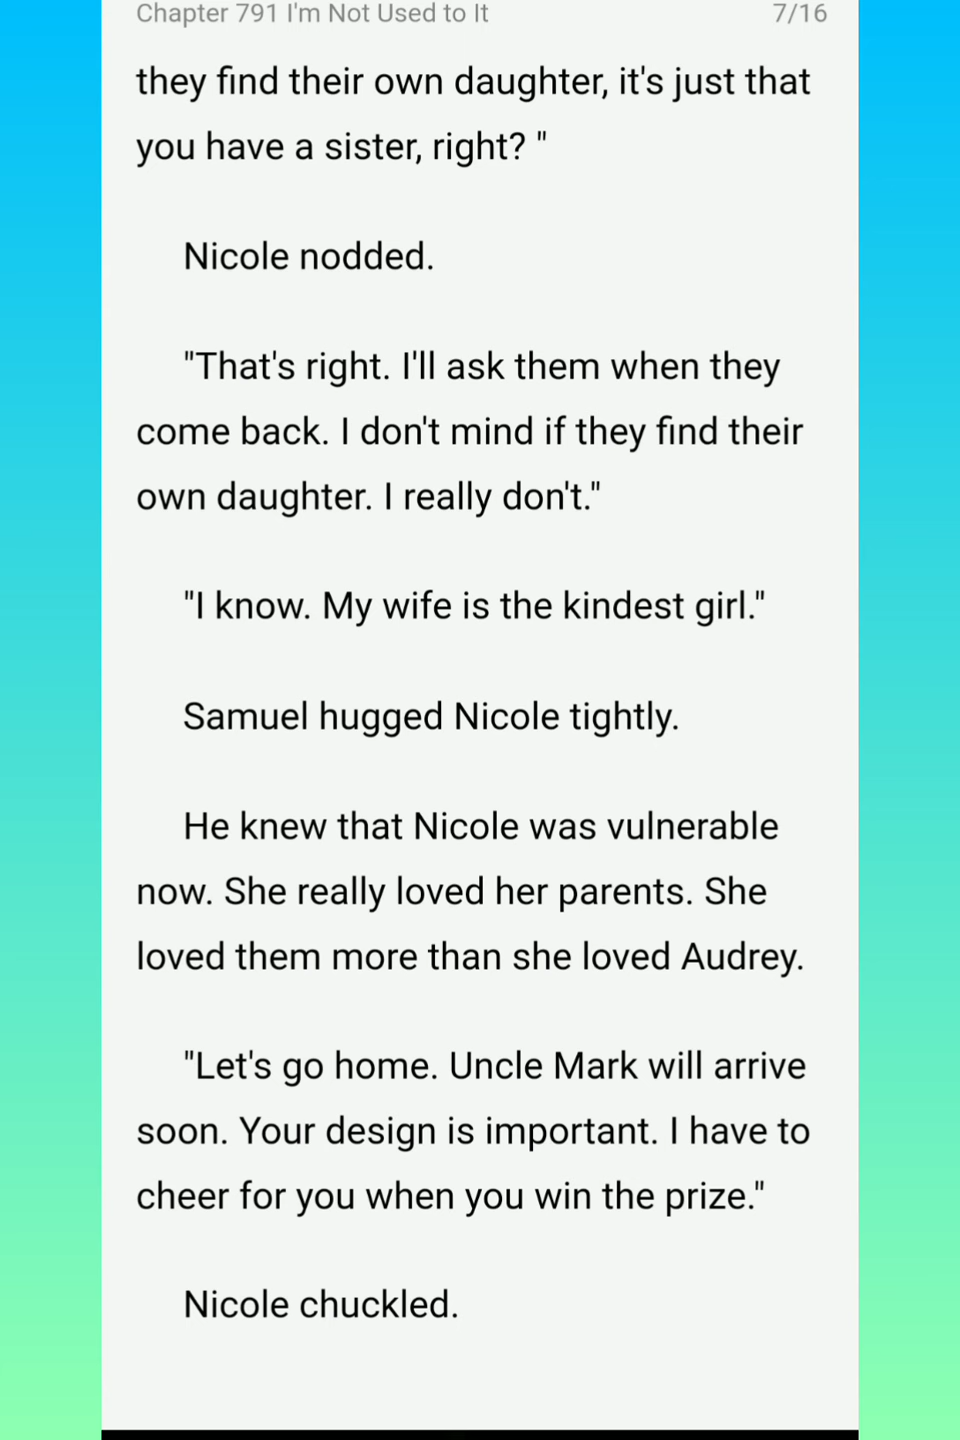 Chapter 791 I'm Not Used to It 7/16
they find their own daughter, it's just that
you have a sister, right? "
Nicole nodded.
"That's right. I'll ask them when they
come back. I don't mind if they find their
own daughter. I really don't."
"I know. My wife is the kindest girl."
Samuel hugged Nicole tightly.
He knew that Nicole was vulnerable
now. She really loved her parents. She
loved them more than she loved Audrey.
"Let's go home. Uncle Mark will arrive
soon. Your design is important. I have to
cheer for you when you win the prize."
Nicole chuckled.